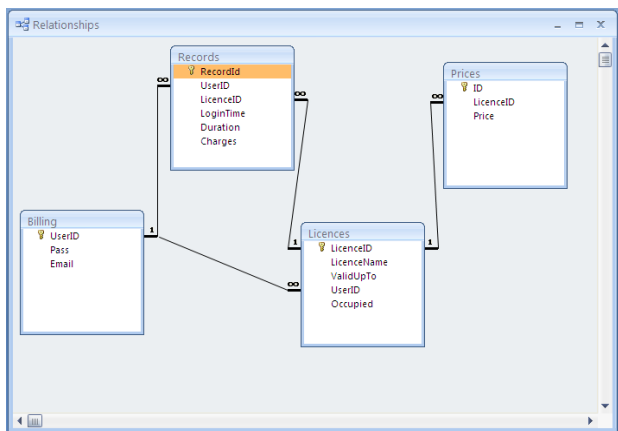 Relationships
Records
RecordId
UserID
LicenceID
LoginTime
Duration
Charges
Prices
ID
LicenceID
Price
Billing
UserID
Pass
Email
Licences
LicenceID
LicenceName
ValidUpTo
UserID
Occupied
∞
∞
∞
1
1
1
∞